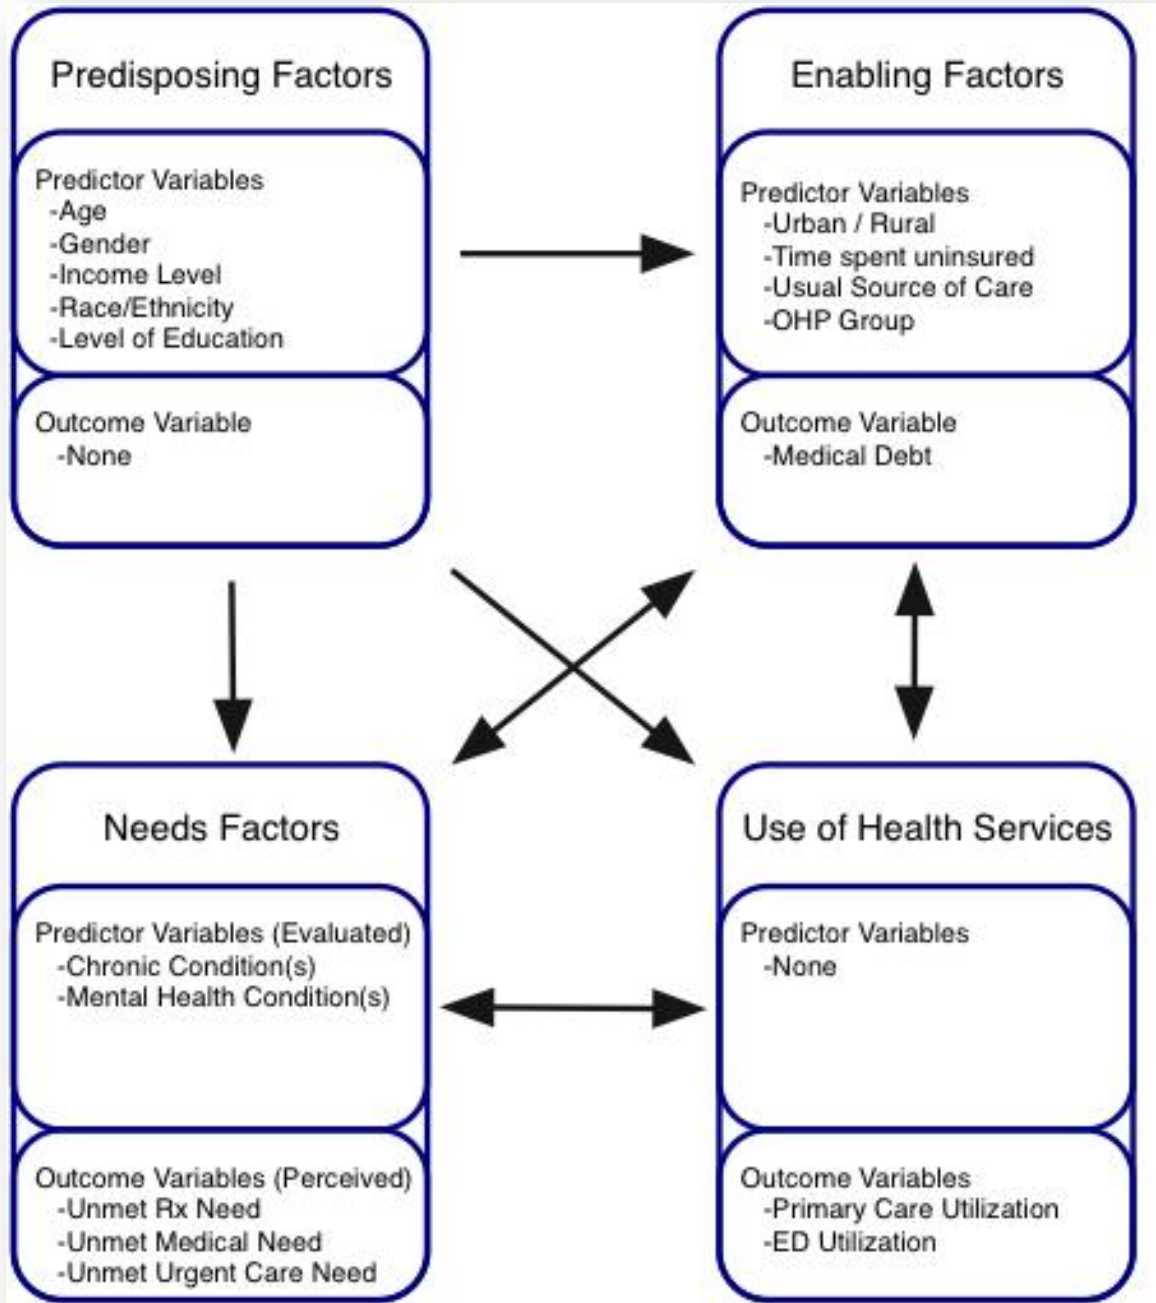 Predisposing Factors
Predictor Variables
-Age
-Gender
-Income Level
-Race/Ethnicity
-Level of Education
Outcome Variable
-None
Enabling Factors
Predictor Variables
-Urban / Rural
-Time spent uninsured
-Usual Source of Care
-OHP Group
Outcome Variable
-Medical Debt
Needs Factors
Predictor Variables (Evaluated)
-Chronic Condition(s)
-Mental Health Condition(s)
Outcome Variables (Perceived)
-Unmet Rx Need
-Unmet Medical Need
-Unmet Urgent Care Need
Use of Health Services
Predictor Variables
-None
Outcome Variables
-Primary Care Utilization
-ED Utilization